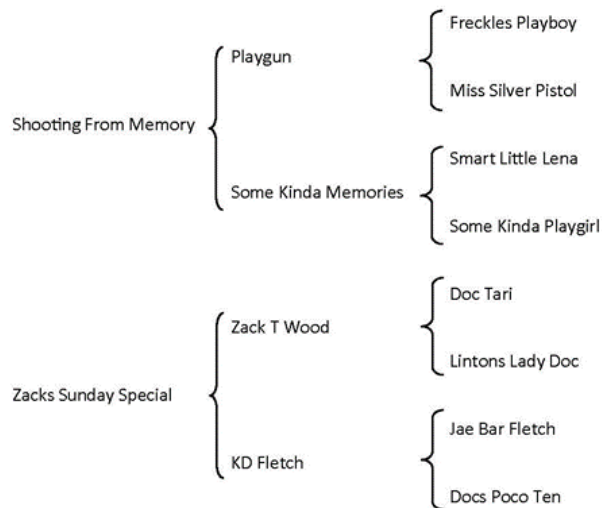 Freckles Playboy
Playgun
Miss Silver Pistol
Shooting From Memory
Smart Little Lena
Some Kinda Memories
Some Kinda Playgirl
Doc Tari
Zack T Wood
Lintons Lady Doc
Zacks Sunday Special
Jae Bar Fletch
KD Fletch
Docs Poco Ten